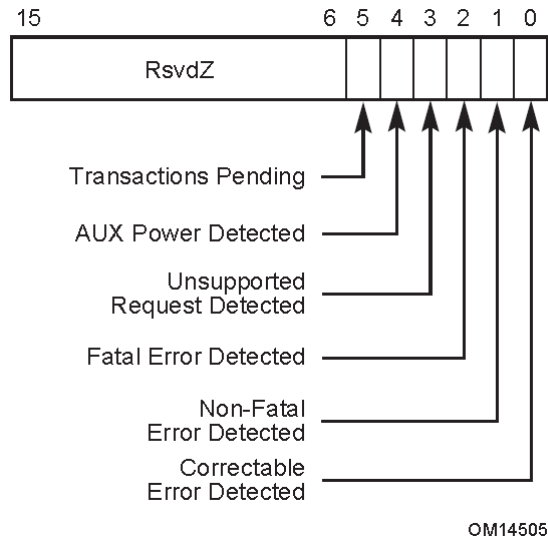 15 6 5 4 3 2 1 0
RsvdZ
Transactions Pending
AUX Power Detected
Unsupported
Request Detected
Fatal Error Detected
Non-Fatal
Error Detected
Correctable
Error Detected
OM14505